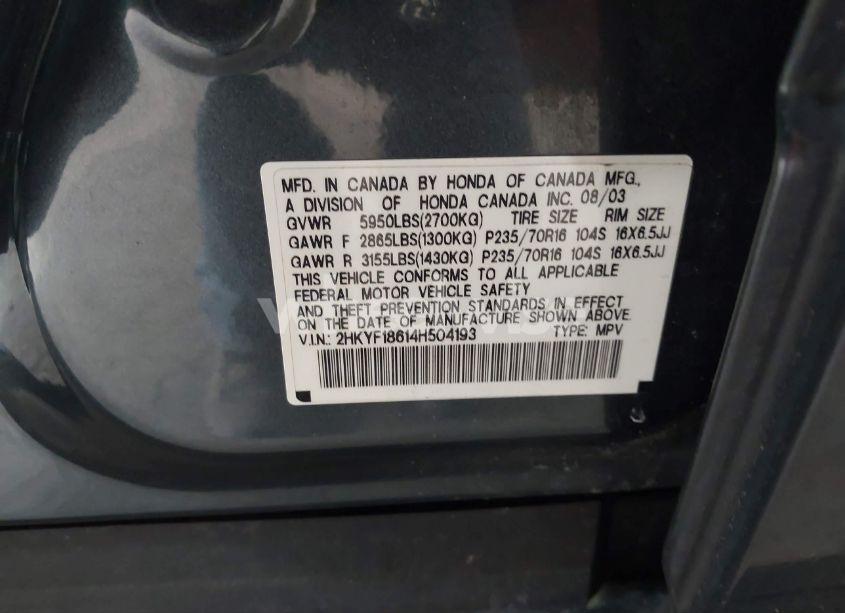 MFD. IN CANADA BY HONDA OF CANADA MFG.,
A DIVISION OF HONDA CANADA INC. 08/03
GVWR 5950LBS(2700KG) TIRE SIZE RIM SIZE
GAWR F 2865LBS(1300KG) P235/70R16 104S 16X6.5JJ
GAWR R 3155LBS(1430KG) P235/70R16 104S 16X6.5JJ
THIS VEHICLE CONFORMS TO ALL APPLICABLE
FEDERAL MOTOR VEHICLE SAFETY
AND THEFT PREVENTION STANDARDS IN EFFECT
ON THE DATE OF MANUFACTURE SHOWN ABOVE.
V.I.N.: 2HKYF18614H504193 TYPE: MPV